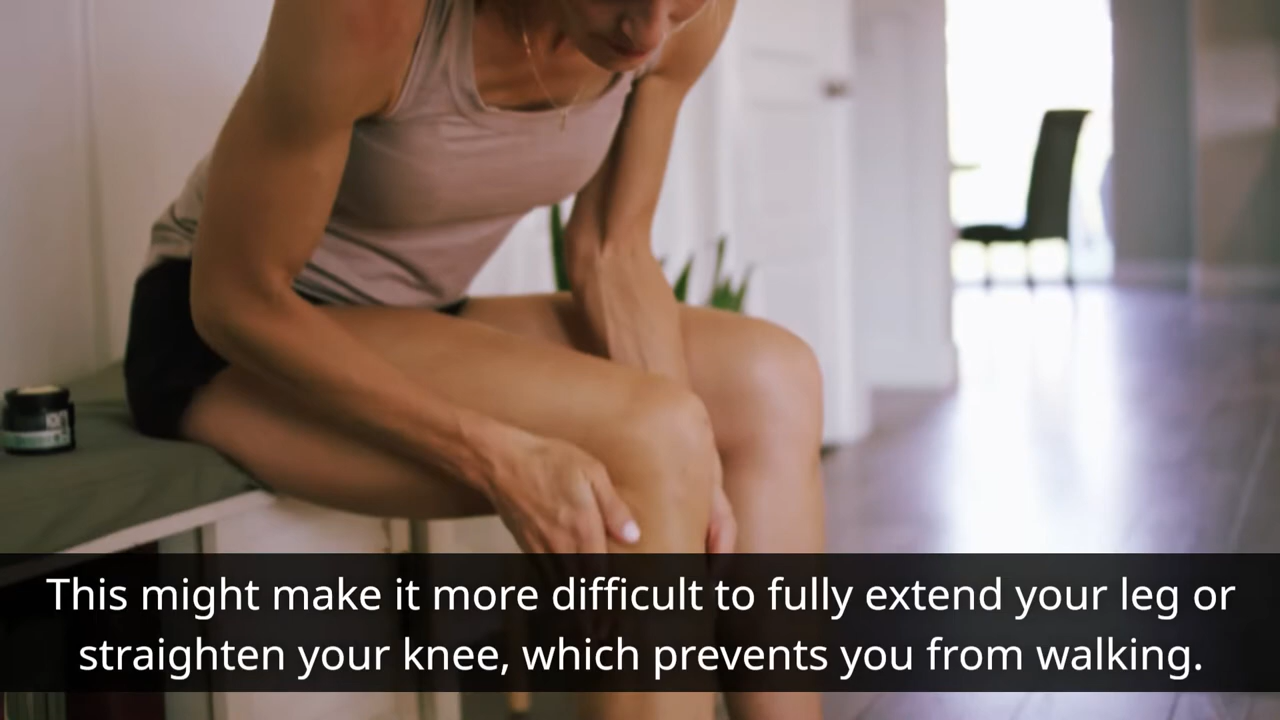 This might make it more difficult to fully extend your leg or
straighten your knee, which prevents you from walking.